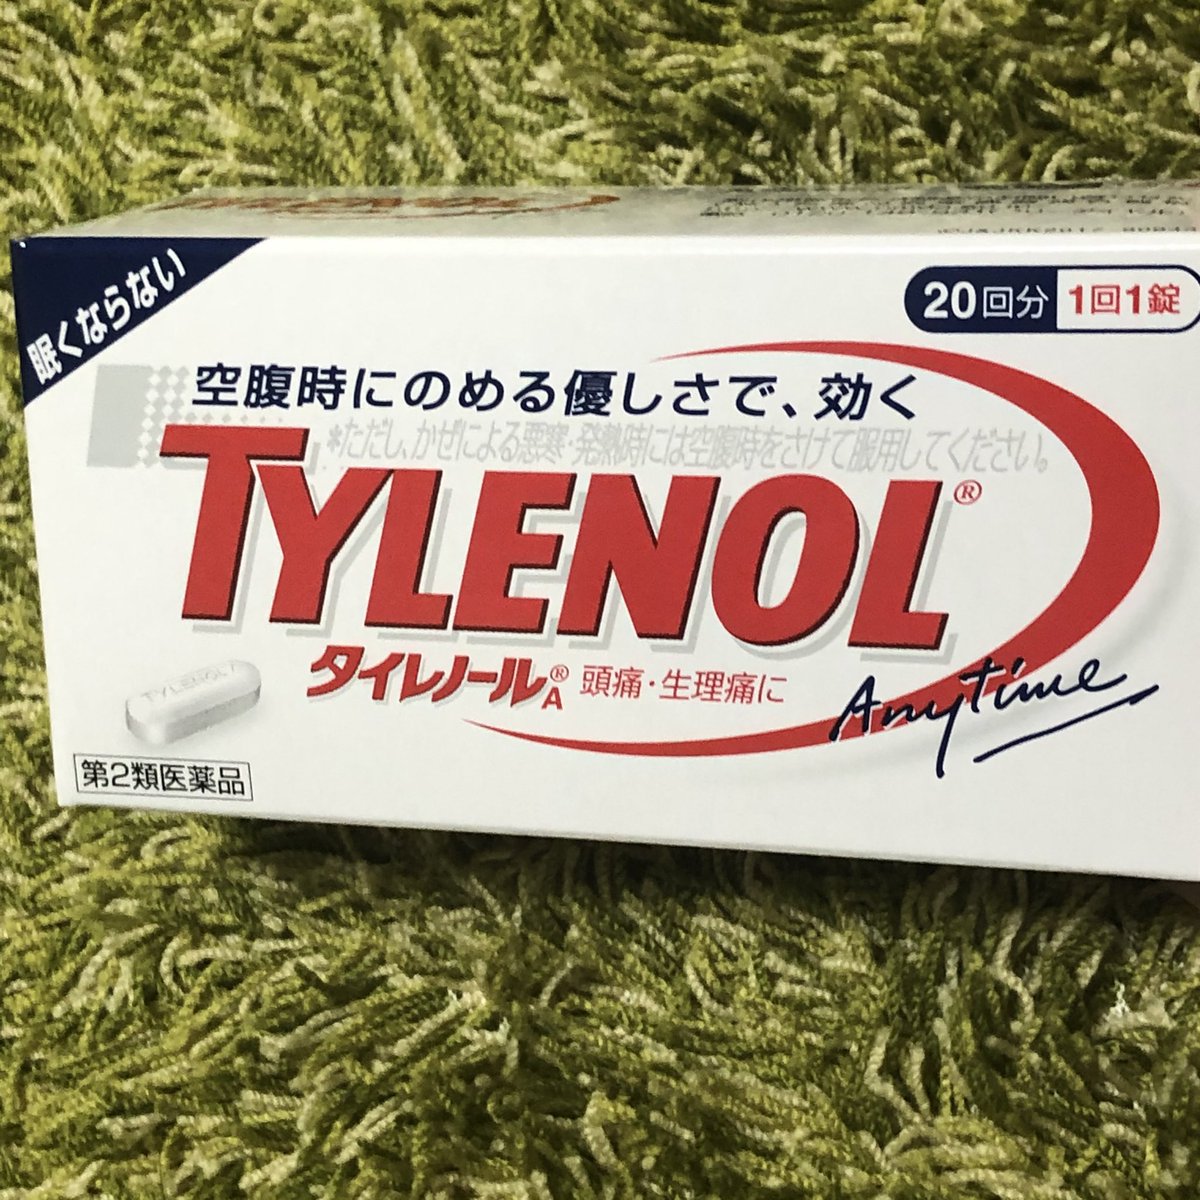 眠くならない
20回分 1回1錠
空腹時にのめる優しさで、効く
*ただし、かぜによる悪寒・発熱時には空腹時をさけて服用してください。
TYLENOL®
タイレノール®A 頭痛・生理痛に
Anytime
TYLENOL
第2類医薬品